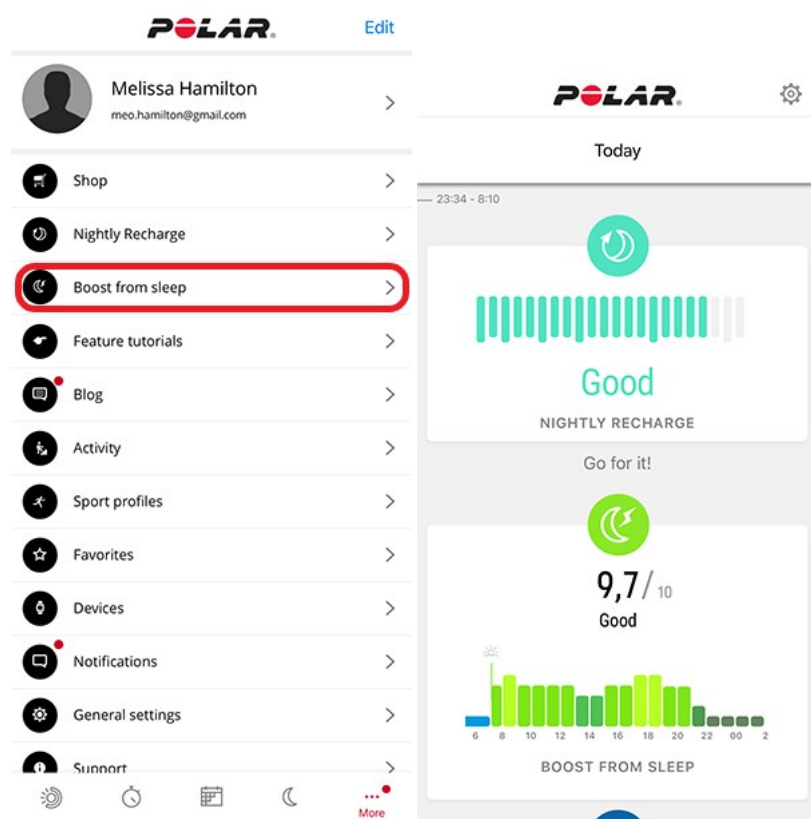 POLAR.
Edit
Melissa Hamilton
meo.hamilton@gmail.com
Shop
Nightly Recharge
Boost from sleep
Feature tutorials
Blog
Activity
Sport profiles
Favorites
Devices
Notifications
General settings
Support
More
POLAR.
Today
23:34 - 8:10
Good
NIGHTLY RECHARGE
Go for it!
9,7/ 10
Good
6 8 10 12 14 16 18 20 22 00 2
BOOST FROM SLEEP